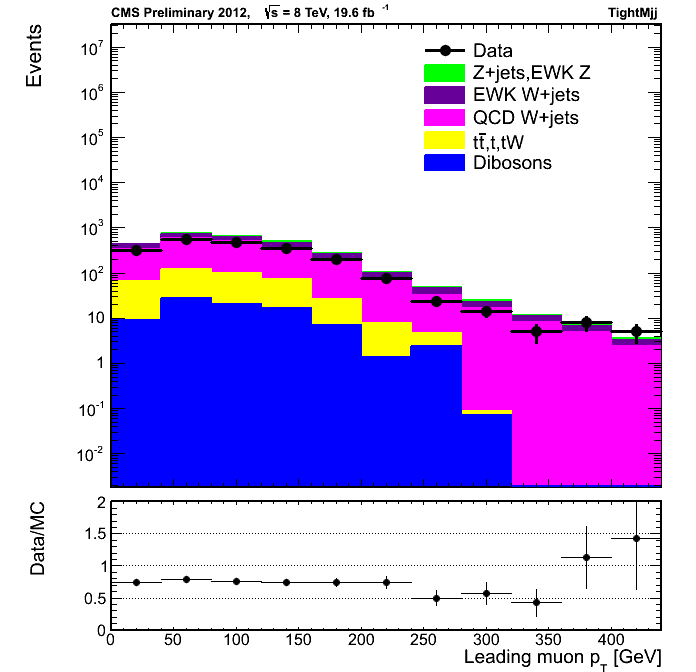 CMS Preliminary 2012, √s = 8 TeV, 19.6 fb⁻¹ TightMjj
Events
10⁷
10⁶
10⁵
10⁴
10³
10²
10
1
10⁻¹
10⁻²
Data
Z+jets,EWK Z
EWK W+jets
QCD W+jets
tt̄,t,tW
Dibosons
Data/MC
2
1.5
1
0.5
0
0 50 100 150 200 250 300 350 400
Leading muon p_T [GeV]